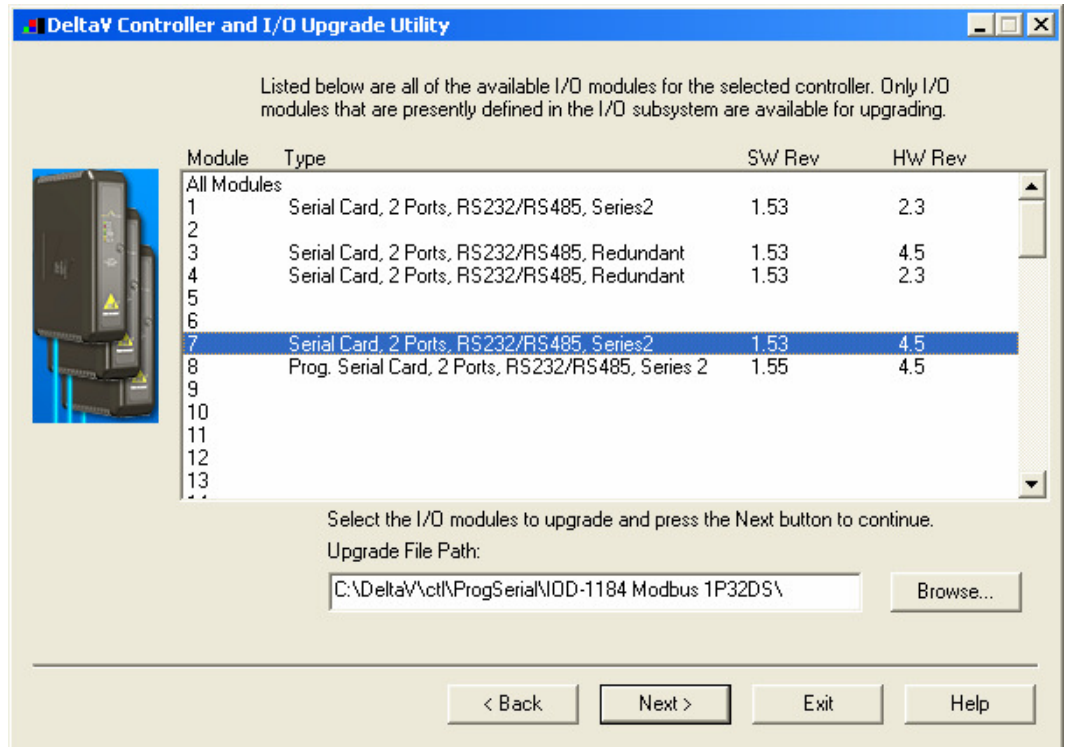 DeltaV Controller and I/O Upgrade Utility
Listed below are all of the available I/O modules for the selected controller. Only I/O
modules that are presently defined in the I/O subsystem are available for upgrading.
Module Type SW Rev HW Rev
All Modules
1 Serial Card, 2 Ports, RS232/RS485, Series2 1.53 2.3
2
3 Serial Card, 2 Ports, RS232/RS485, Redundant 1.53 4.5
4 Serial Card, 2 Ports, RS232/RS485, Redundant 1.53 2.3
5
6
7 Serial Card, 2 Ports, RS232/RS485, Series2 1.53 4.5
8 Prog. Serial Card, 2 Ports, RS232/RS485, Series 2 1.55 4.5
9
10
11
12
13
Select the I/O modules to upgrade and press the Next button to continue.
Upgrade File Path:
C:\DeltaV\ctl\ProgSerial\IOD-1184 Modbus 1P32DS\
Browse...
< Back Next > Exit Help